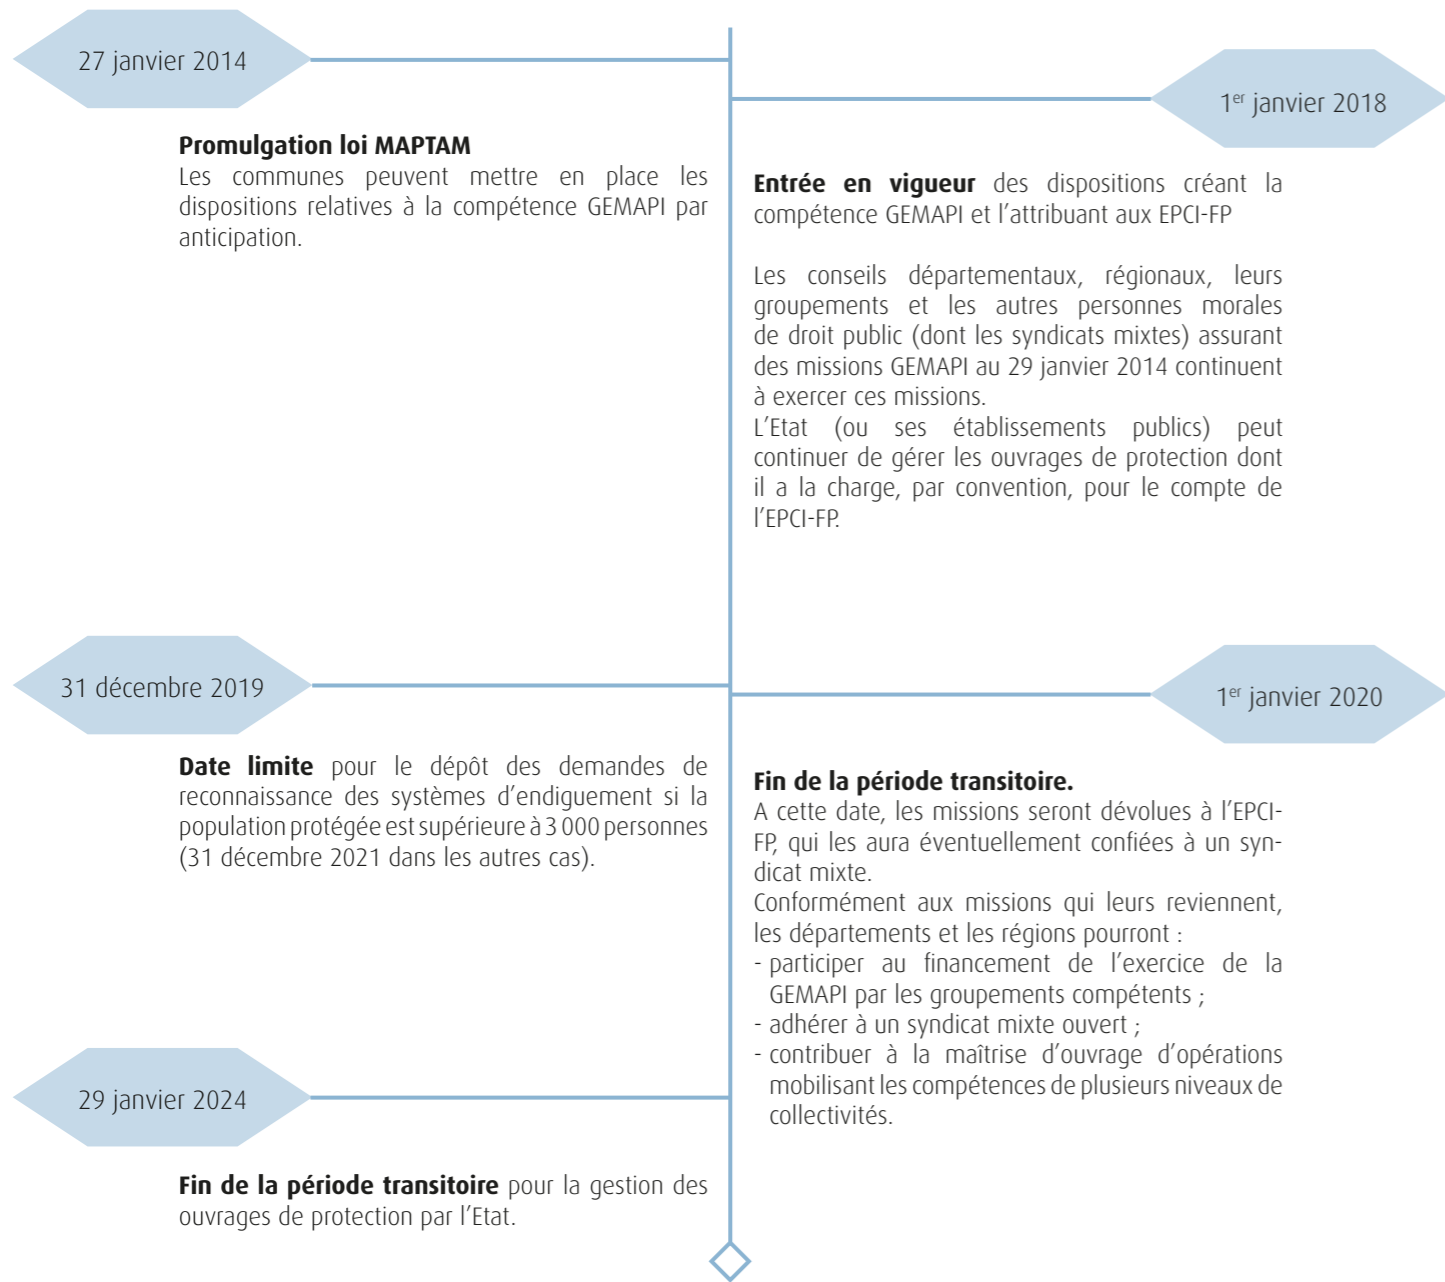 27 janvier 2014
Promulgation loi MAPTAM
Les communes peuvent mettre en place les
dispositions relatives à la compétence GEMAPI par
anticipation.
1er janvier 2018
Entrée en vigueur des dispositions créant la
compétence GEMAPI et l'attribuant aux EPCI-FP
Les conseils départementaux, régionaux, leurs
groupements et les autres personnes morales
de droit public (dont les syndicats mixtes) assurant
des missions GEMAPI au 29 janvier 2014 continuent
à exercer ces missions.
L'Etat (ou ses établissements publics) peut
continuer de gérer les ouvrages de protection dont
il a la charge, par convention, pour le compte de
l'EPCI-FP.
31 décembre 2019
Date limite pour le dépôt des demandes de
reconnaissance des systèmes d'endiguement si la
population protégée est supérieure à 3 000 personnes
(31 décembre 2021 dans les autres cas).
1er janvier 2020
Fin de la période transitoire.
A cette date, les missions seront dévolues à l'EPCI-
FP, qui les aura éventuellement confiées à un syn-
dicat mixte.
Conformément aux missions qui leurs reviennent,
les départements et les régions pourront :
- participer au financement de l'exercice de la
GEMAPI par les groupements compétents ;
- adhérer à un syndicat mixte ouvert ;
- contribuer à la maîtrise d'ouvrage d'opérations
mobilisant les compétences de plusieurs niveaux de
collectivités.
29 janvier 2024
Fin de la période transitoire pour la gestion des
ouvrages de protection par l'Etat.